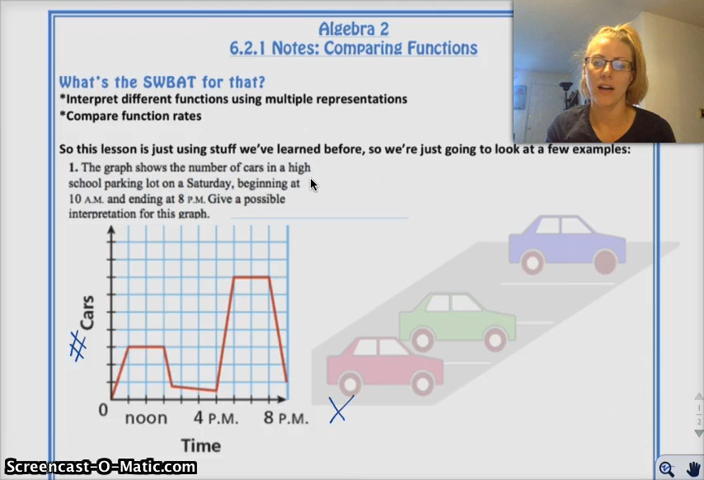 Algebra 2
6.2.1 Notes: Comparing Functions
What's the SWBAT for that?
*Interpret different functions using multiple representations
*Compare function rates
So this lesson is just using stuff we've learned before, so we're just going to look at a few examples:
1. The graph shows the number of cars in a high
school parking lot on a Saturday, beginning at
10 A.M. and ending at 8 P.M. Give a possible
interpretation for this graph.
# Cars
0
noon 4 P.M. 8 P.M.
X
Time
1
2
Screencast-O-Matic.com